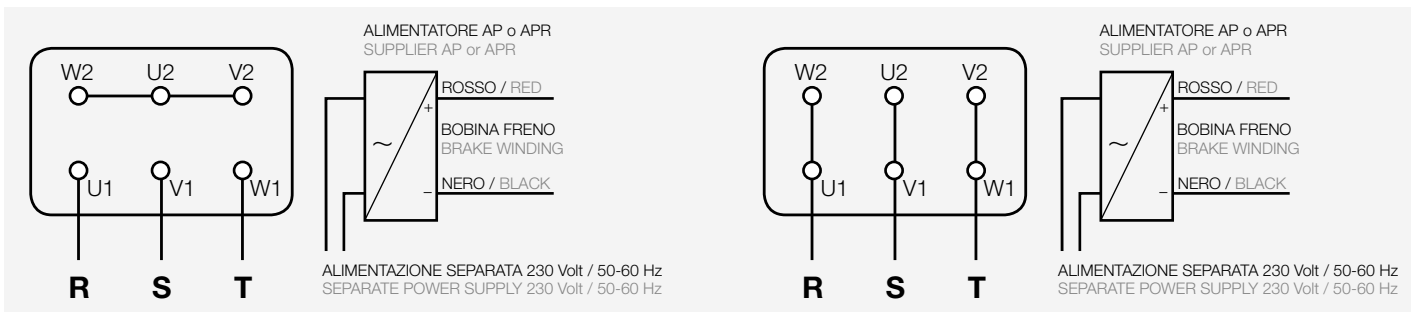 ALIMENTATORE AP o APR
SUPPLIER AP or APR
W2 U2 V2
ROSSO / RED
+
~
BOBINA FRENO
BRAKE WINDING
U1 V1 W1
NERO / BLACK
−
R S T
ALIMENTAZIONE SEPARATA 230 Volt / 50-60 Hz
SEPARATE POWER SUPPLY 230 Volt / 50-60 Hz
ALIMENTATORE AP o APR
SUPPLIER AP or APR
W2 U2 V2
ROSSO / RED
+
~
BOBINA FRENO
BRAKE WINDING
U1 V1 W1
NERO / BLACK
−
R S T
ALIMENTAZIONE SEPARATA 230 Volt / 50-60 Hz
SEPARATE POWER SUPPLY 230 Volt / 50-60 Hz